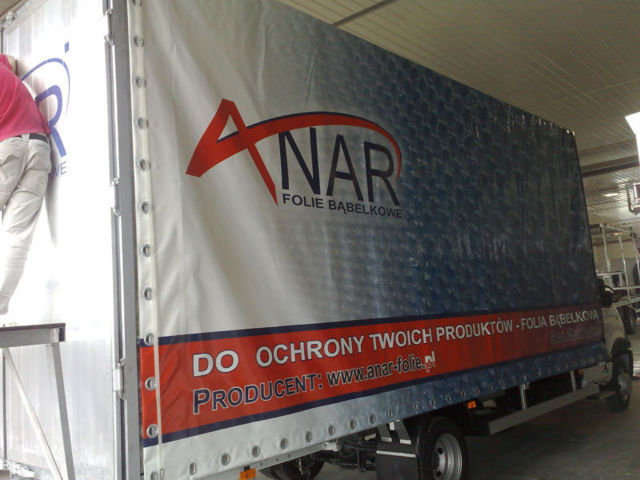 ANAR
FOLIE BĄBELKOWE
DO OCHRONY TWOICH PRODUKTÓW - FOLIA BĄBELKOWA
PRODUCENT: www.anar-folie.pl